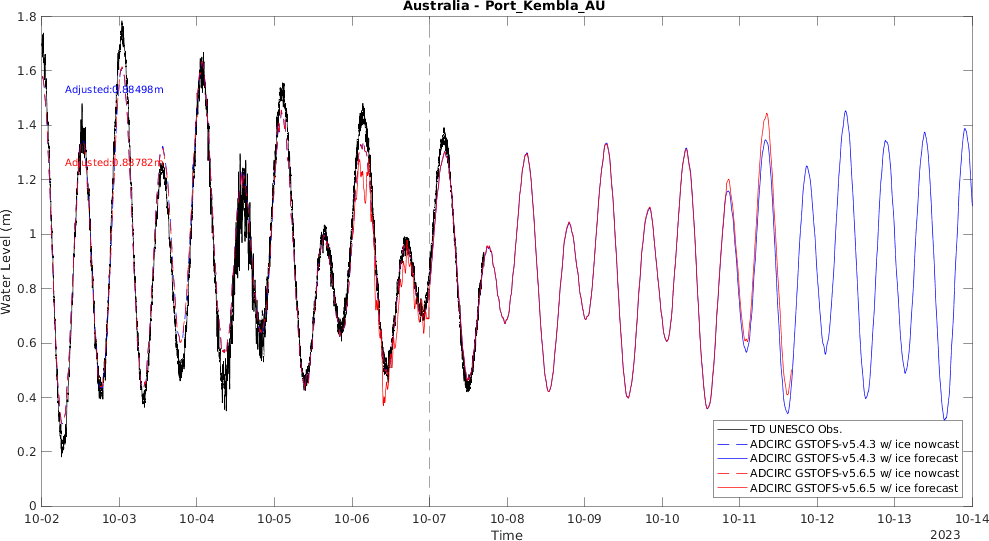 Australia - Port_Kembla_AU
1.8
1.6
1.4
1.2
1
0.8
0.6
0.4
0.2
0
Water Level (m)
Adjusted:0.88498m
Adjusted:0.88782m
TD UNESCO Obs.
ADCIRC GSTOFS-v5.4.3 w/ ice nowcast
ADCIRC GSTOFS-v5.4.3 w/ ice forecast
ADCIRC GSTOFS-v5.6.5 w/ ice nowcast
ADCIRC GSTOFS-v5.6.5 w/ ice forecast
10-02 10-03 10-04 10-05 10-06 10-07 10-08 10-09 10-10 10-11 10-12 10-13 10-14
Time
2023